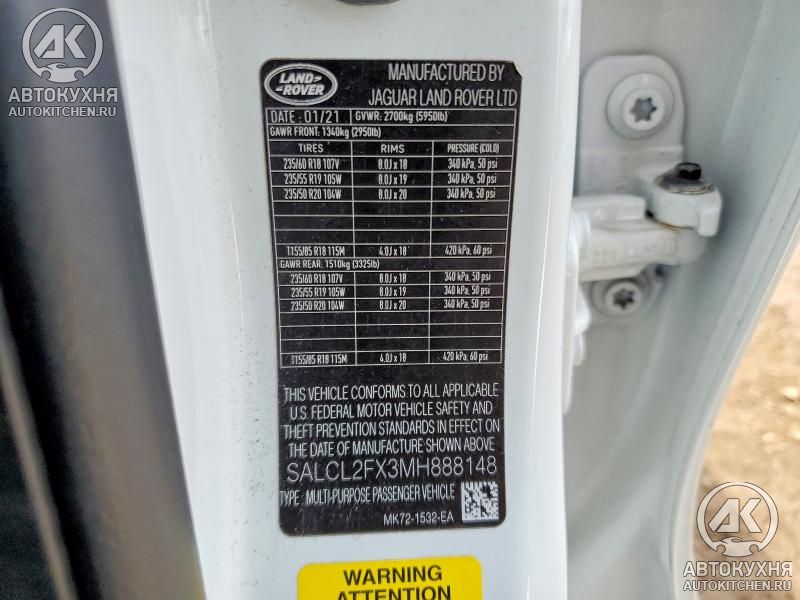 АК
АВТОКУХНЯ
AUTOKITCHEN.RU
LAND
ROVER
MANUFACTURED BY
JAGUAR LAND ROVER LTD
DATE : 01/21 GVWR: 2700kg (5950lb)
GAWR FRONT: 1340kg (2950lb)
TIRES RIMS PRESSURE (COLD)
235/60 R18 107V 8.0J x 18 340 kPa, 50 psi
235/55 R19 105W 8.0J x 19 340 kPa, 50 psi
235/50 R20 104W 8.0J x 20 340 kPa, 50 psi
T155/85 R18 115M 4.0J x 18 420 kPa, 60 psi
GAWR REAR: 1510kg (3325lb)
235/60 R18 107V 8.0J x 18 340 kPa, 50 psi
235/55 R19 105W 8.0J x 19 340 kPa, 50 psi
235/50 R20 104W 8.0J x 20 340 kPa, 50 psi
T155/85 R18 115M 4.0J x 18 420 kPa, 60 psi
THIS VEHICLE CONFORMS TO ALL APPLICABLE
U.S. FEDERAL MOTOR VEHICLE SAFETY AND
THEFT PREVENTION STANDARDS IN EFFECT ON
THE DATE OF MANUFACTURE SHOWN ABOVE
SALCL2FX3MH888148
TYPE : MULTI-PURPOSE PASSENGER VEHICLE
MK72-1532-EA
WARNING
ATTENTION
АК
АВТОКУХНЯ
AUTOKITCHEN.RU